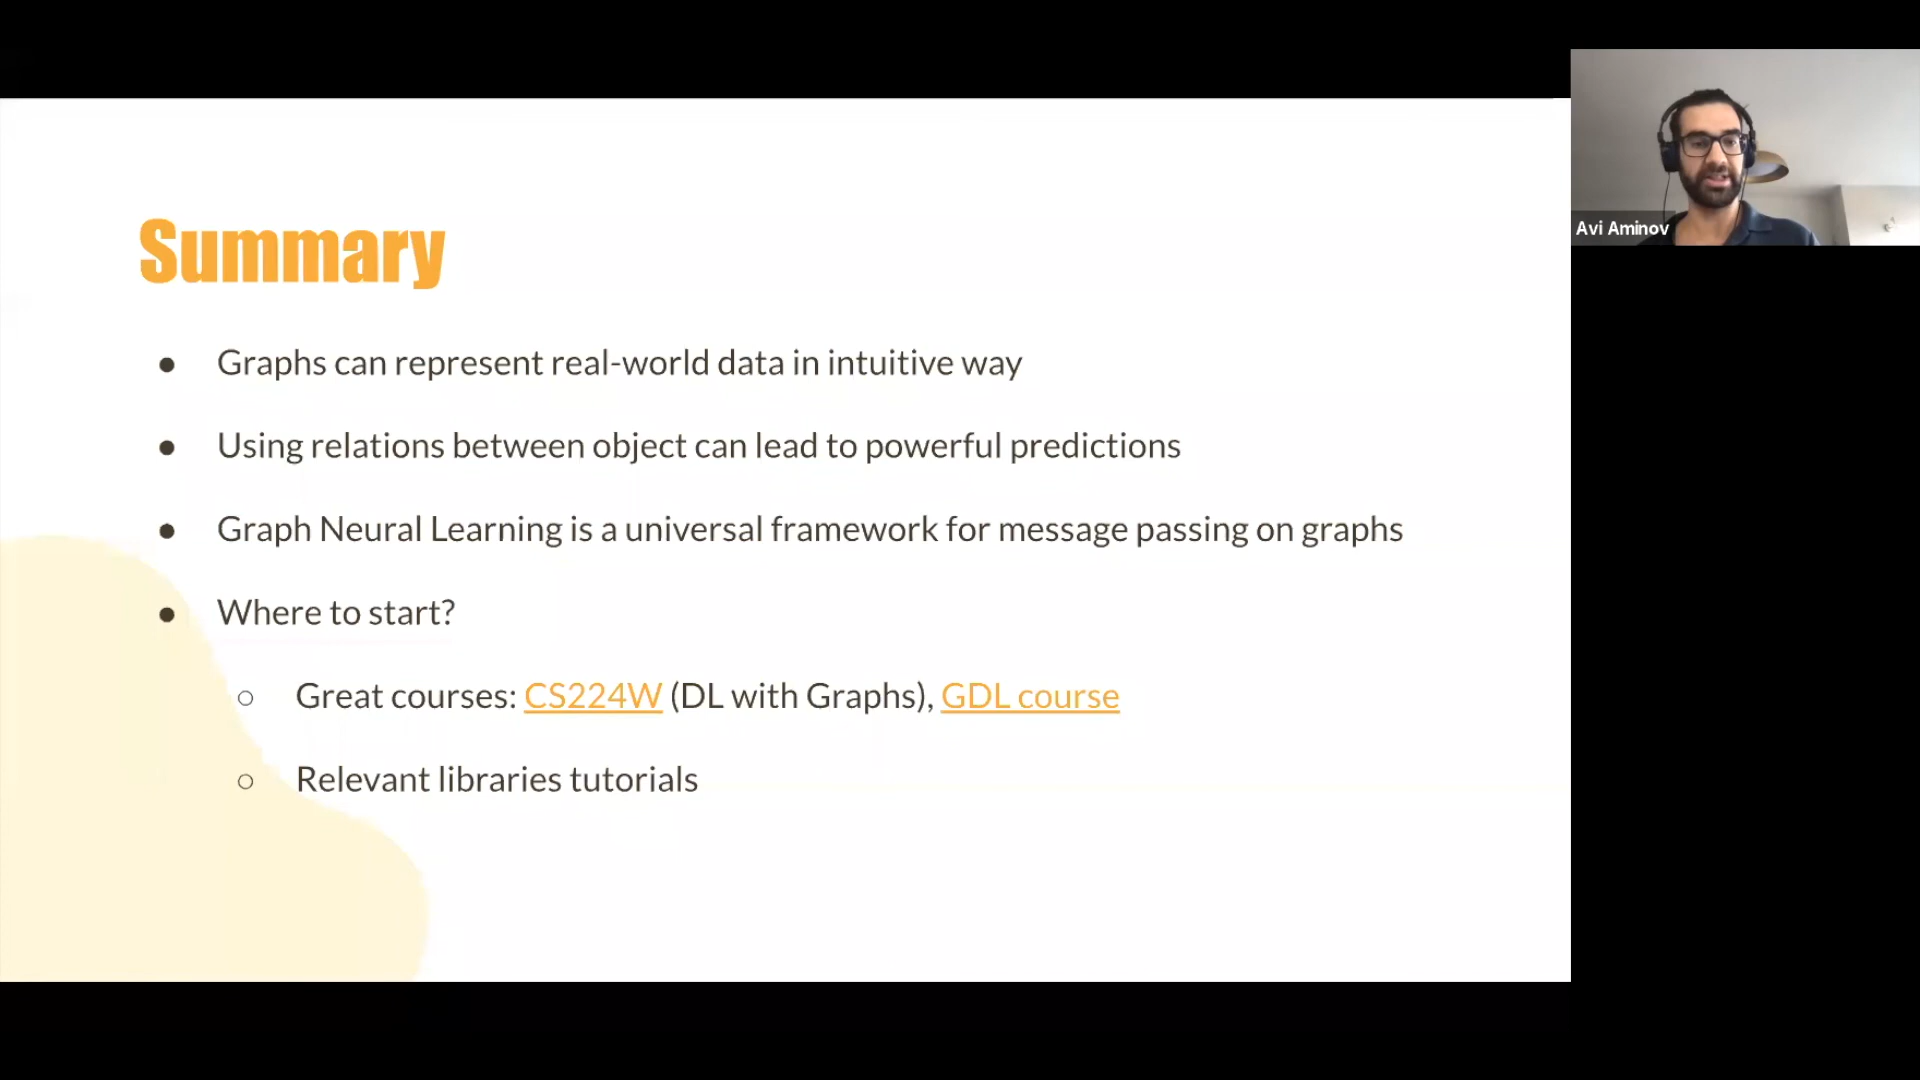 Summary
Graphs can represent real-world data in intuitive way
Using relations between object can lead to powerful predictions
Graph Neural Learning is a universal framework for message passing on graphs
Where to start?
Great courses: CS224W (DL with Graphs), GDL course
Relevant libraries tutorials
Avi Aminov